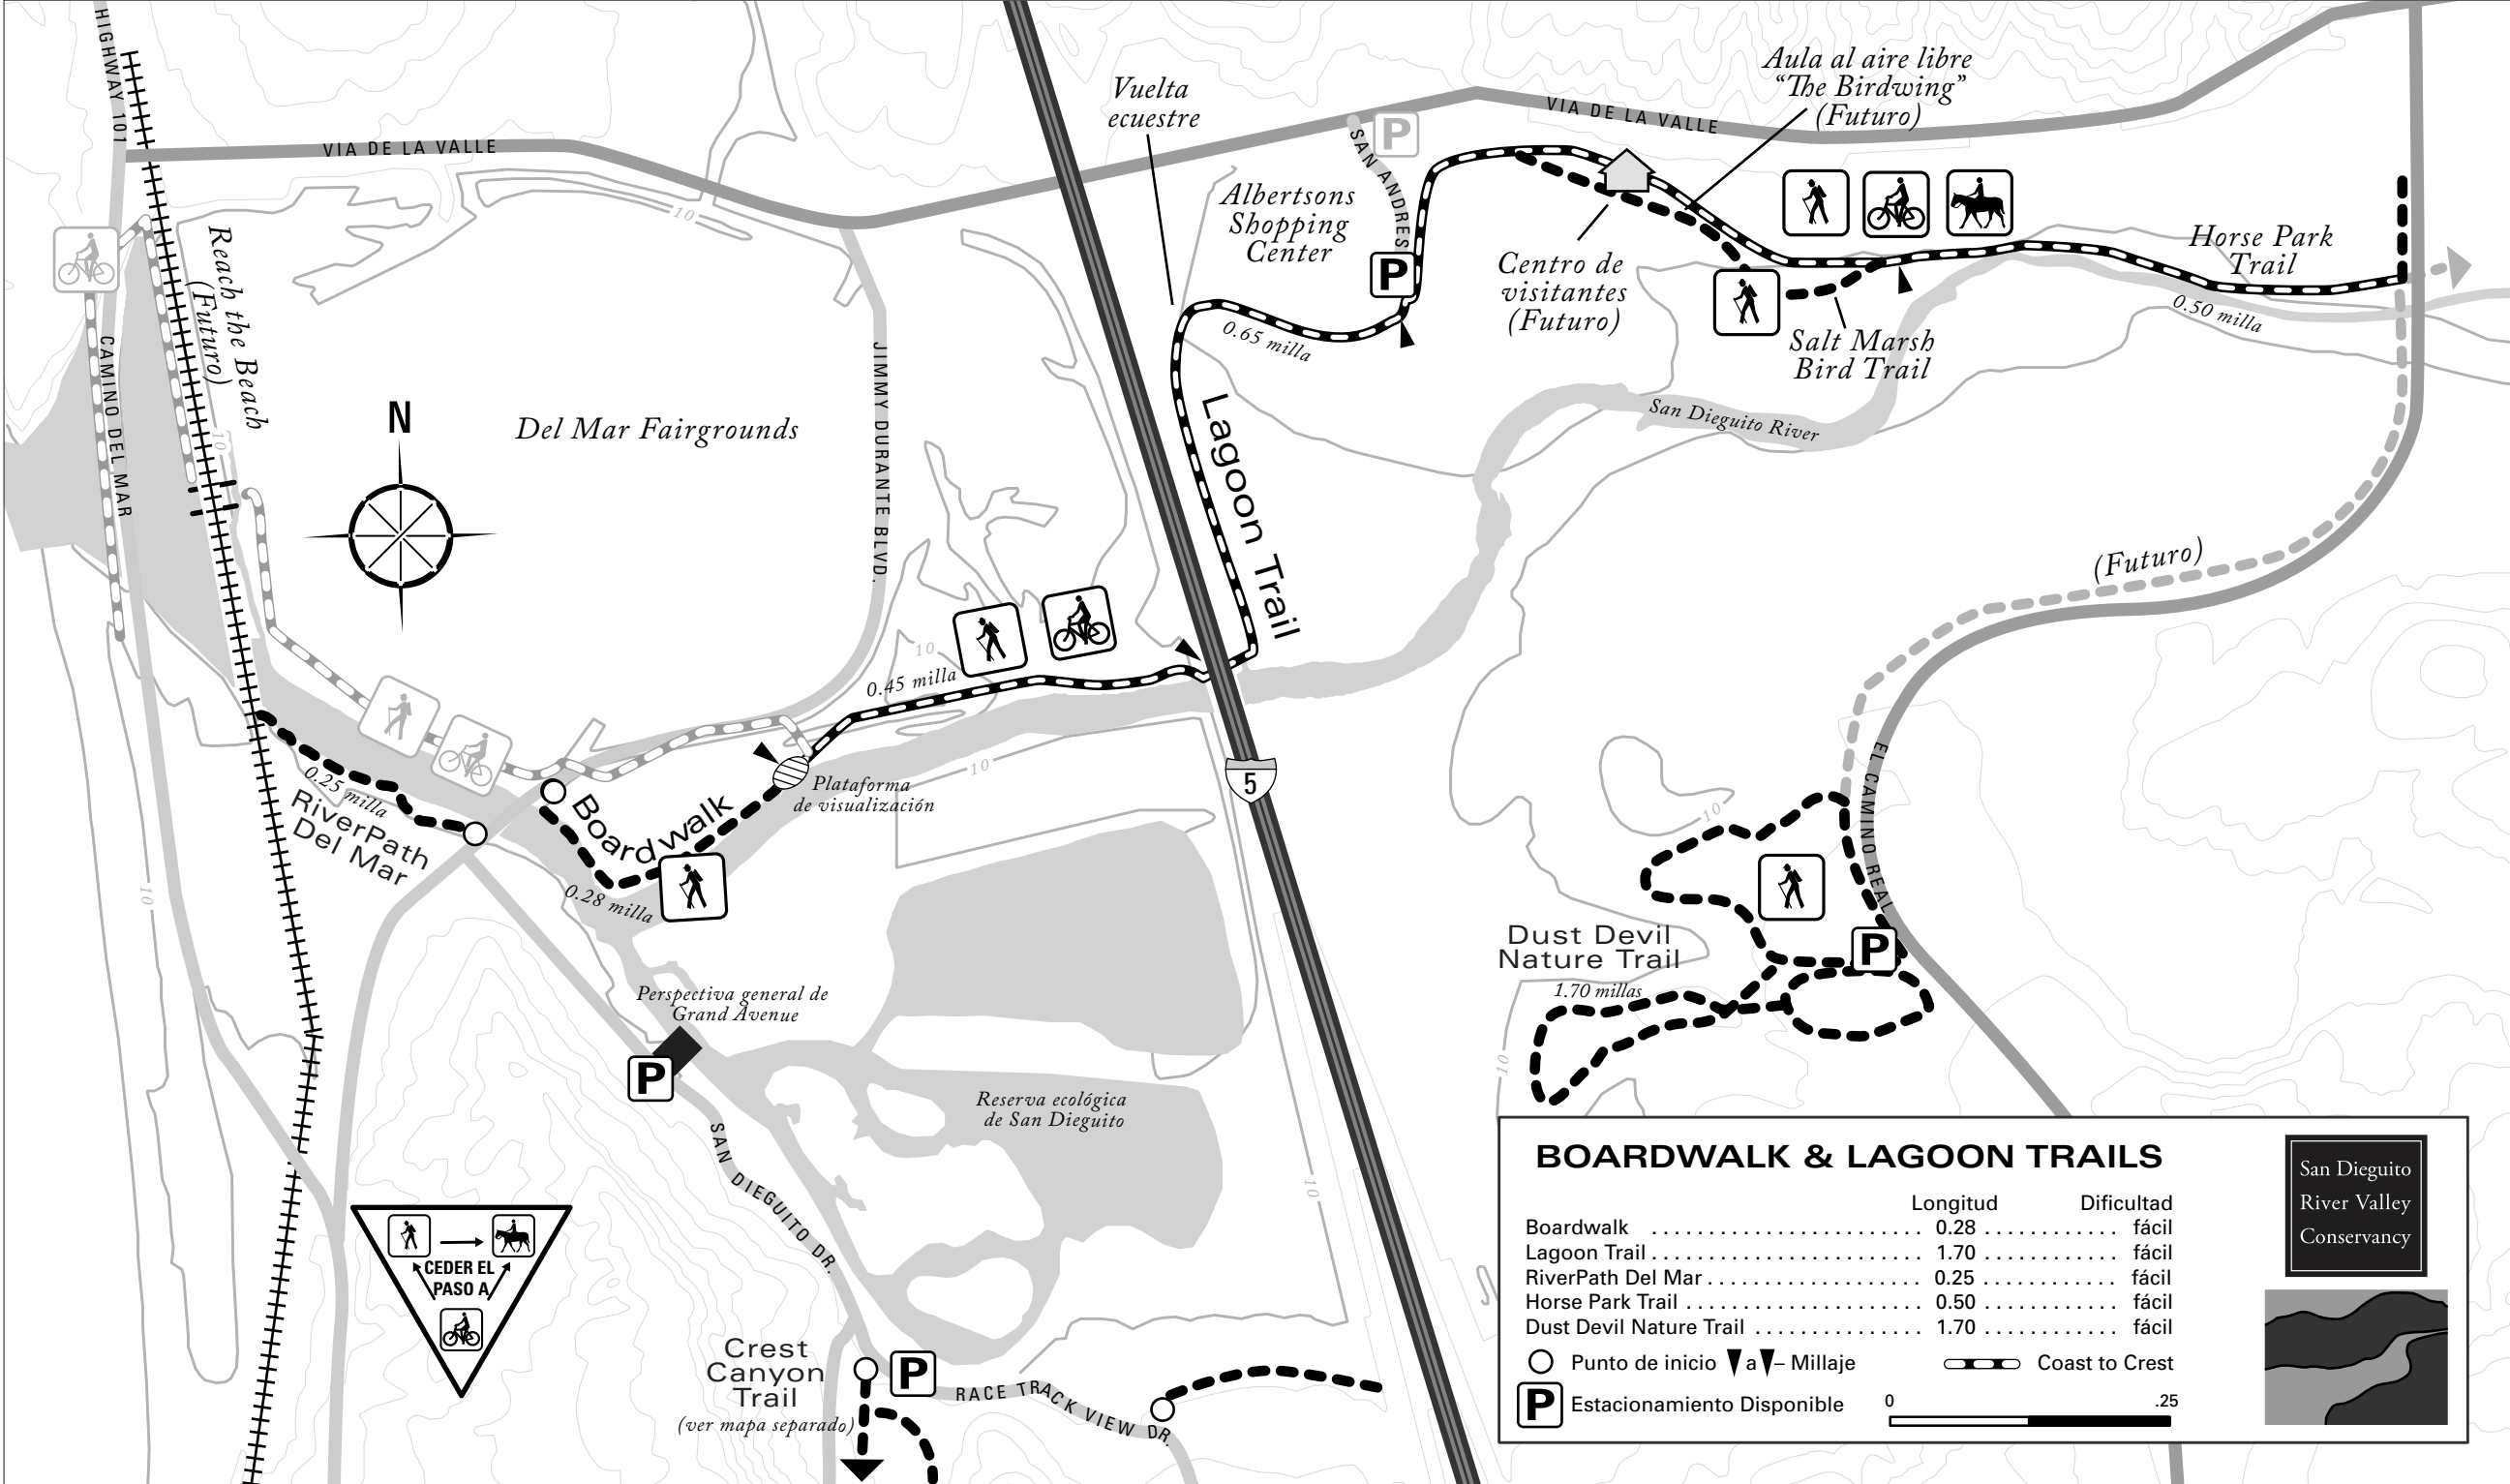 HIGHWAY 101
VIA DE LA VALLE
Vuelta
ecuestre
Aula al aire libre
“The Birdwing”
(Futuro)
VIA DE LA VALLE
P
SAN ANDRES
Albertsons
Shopping
Center
P
Centro de
visitantes
(Futuro)
Horse Park
Trail
0.50 milla
Salt Marsh
Bird Trail
0.65 milla
10
Reach the Beach
(Futuro)
CAMINO DEL MAR
10
N
Del Mar Fairgrounds
JIMMY DURANTE BLVD.
Lagoon Trail
San Dieguito River
(Futuro)
10
0.45 milla
10
Plataforma
de visualización
5
0.25 milla
RiverPath
Del Mar
Boardwalk
0.28 milla
10
10
EL CAMINO REAL
P
Dust Devil
Nature Trail
1.70 millas
10
Perspectiva general de
Grand Avenue
P
Reserva ecológica
de San Dieguito
SAN DIEGUITO DR.
10
CEDER EL
PASO A
Crest
Canyon
Trail
(ver mapa separado)
P
RACE TRACK VIEW DR.
BOARDWALK & LAGOON TRAILS
Longitud Dificultad
Boardwalk . . . . . . . . . . . . . . . . . . . . . . . . 0.28 . . . . . . . . . . . . fácil
Lagoon Trail . . . . . . . . . . . . . . . . . . . . . . . . 1.70 . . . . . . . . . . . . fácil
RiverPath Del Mar . . . . . . . . . . . . . . . . . . . 0.25 . . . . . . . . . . . . fácil
Horse Park Trail . . . . . . . . . . . . . . . . . . . . . 0.50 . . . . . . . . . . . . fácil
Dust Devil Nature Trail . . . . . . . . . . . . . . . 1.70 . . . . . . . . . . . . fácil
Punto de inicio a – Millaje Coast to Crest
P Estacionamiento Disponible
0 .25
San Dieguito
River Valley
Conservancy